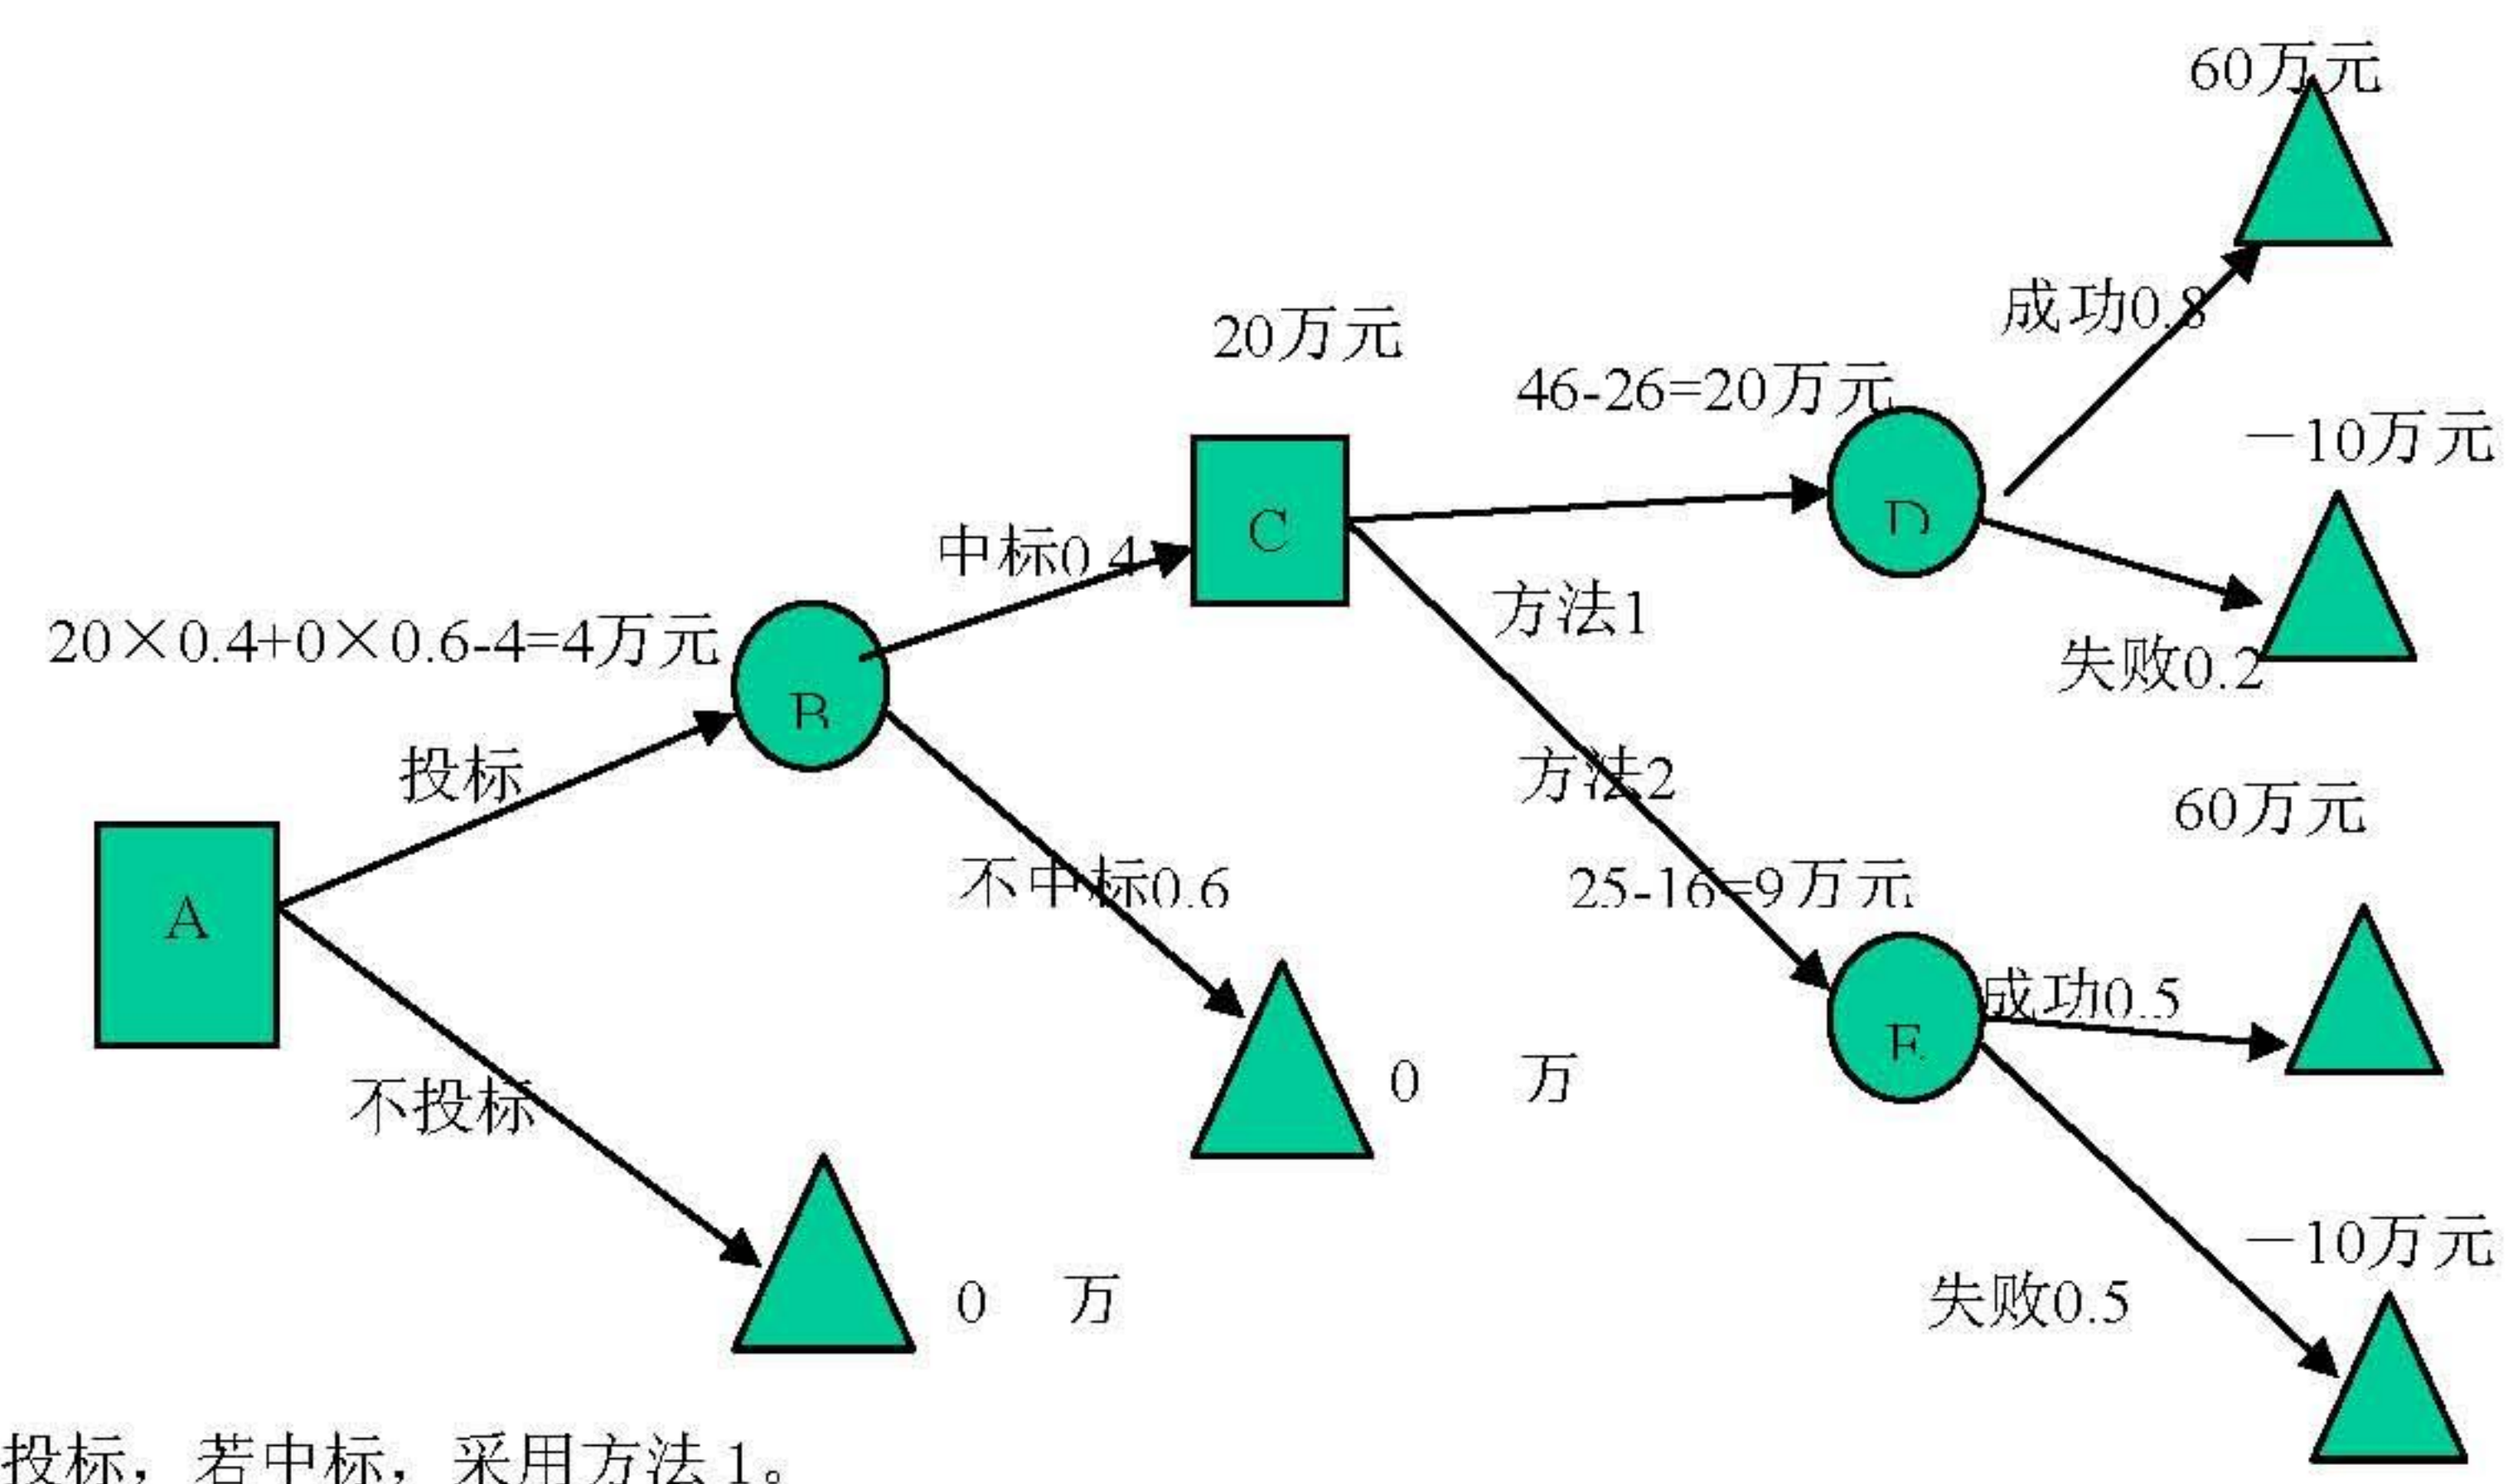 60万元
成功0.8
20万元
46-26=20万元
－10万元
D
C
中标0.4
方法1
20×0.4+0×0.6-4=4万元
失败0.2
B
投标
方法2
60万元
不中标0.6
25-16=9万元
A
成功0.5
E
0 万
不投标
－10万元
0 万
失败0.5
投标，若中标，采用方法 1。